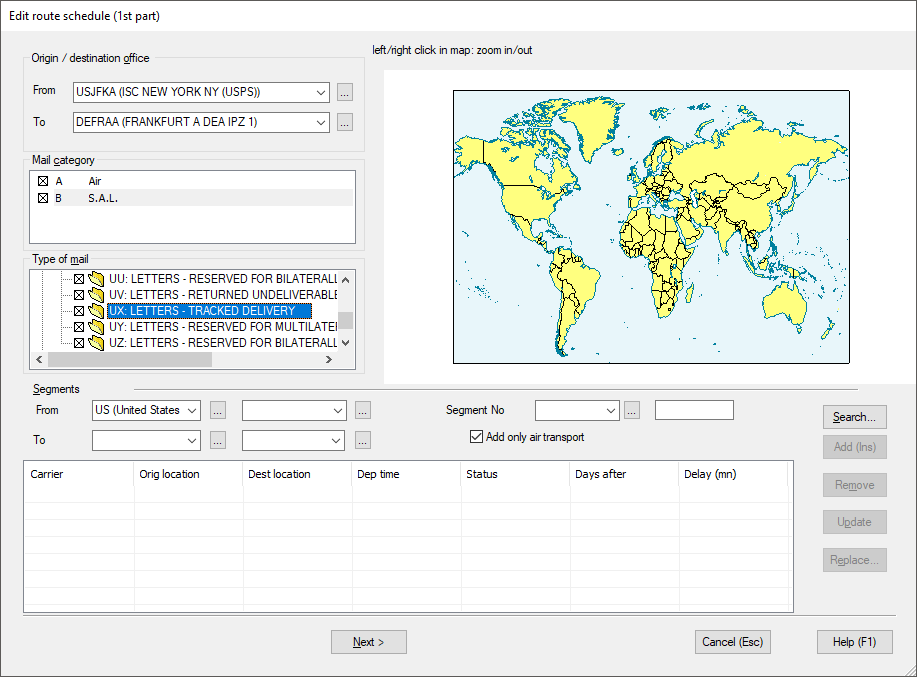 Edit route schedule (1st part)
Origin / destination office
From USJFKA (ISC NEW YORK NY (USPS)) ...
To DEFRAA (FRANKFURT A DEA IPZ 1) ...
left/right click in map: zoom in/out
Mail category
A Air
B S.A.L.
Type of mail
UU: LETTERS - RESERVED FOR BILATERALL
UV: LETTERS - RETURNED UNDELIVERABLE
UX: LETTERS - TRACKED DELIVERY
UY: LETTERS - RESERVED FOR MULTILATE
UZ: LETTERS - RESERVED FOR BILATERALL
Segments
From US (United States ... ... Segment No ...
To ... ... Add only air transport
Carrier Orig location Dest location Dep time Status Days after Delay (mn)
Search...
Add (Ins)
Remove
Update
Replace...
Next > Cancel (Esc) Help (F1)